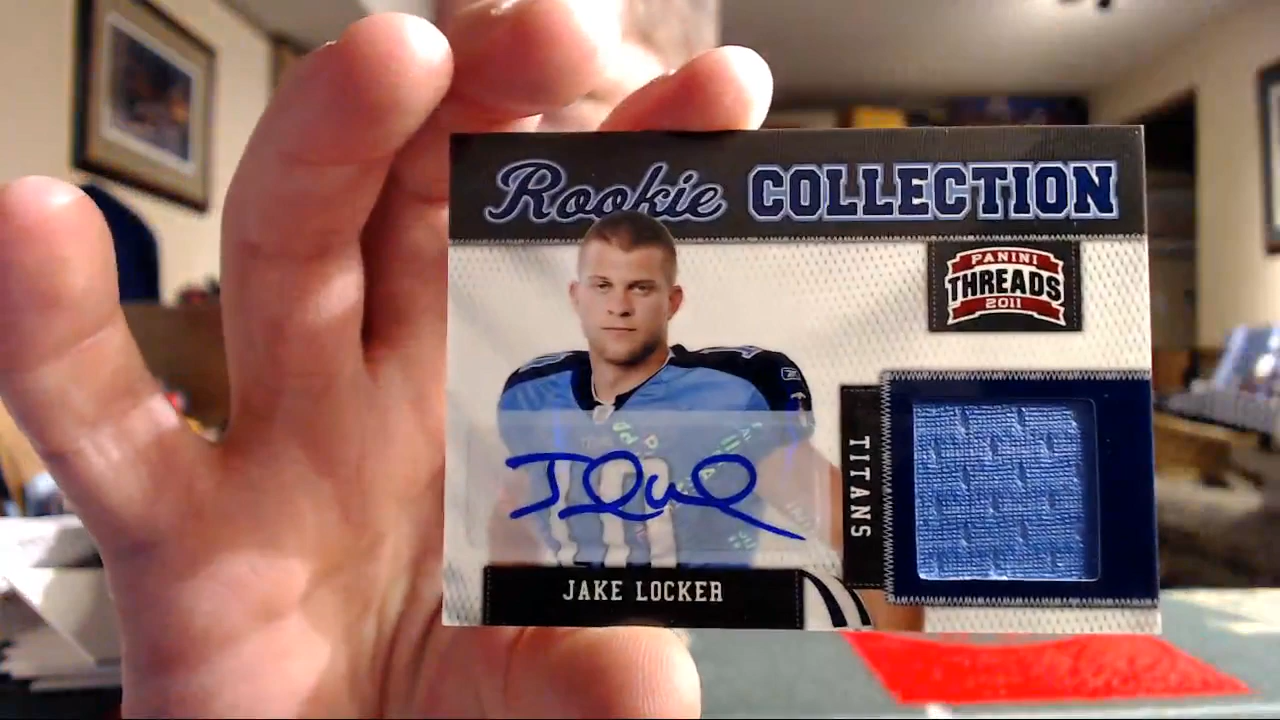 Rookie COLLECTION
PANINI
THREADS
2011
TITANS
JAKE LOCKER